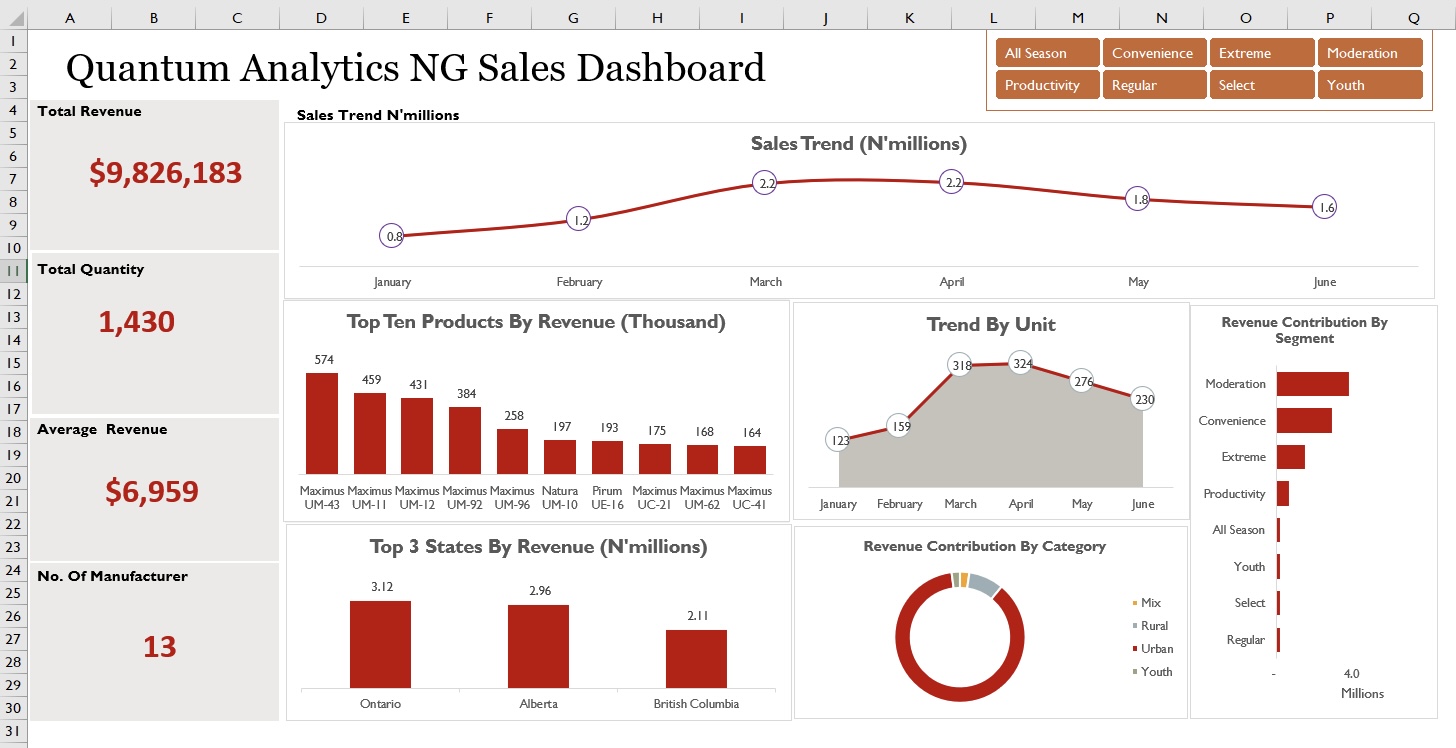 A B C D E F G H I J K L M N O P Q
1
2
3
4
5
6
7
8
9
10
11
12
13
14
15
16
17
18
19
20
21
22
23
24
25
26
27
28
29
30
31
Quantum Analytics NG Sales Dashboard
All Season Convenience Extreme Moderation
Productivity Regular Select Youth
Total Revenue
$9,826,183
Total Quantity
1,430
Average Revenue
$6,959
No. Of Manufacturer
13
Sales Trend N'millions
Sales Trend (N'millions)
0.8 1.2 2.2 2.2 1.8 1.6
January February March April May June
Top Ten Products By Revenue (Thousand)
574 459 431 384 258 197 193 175 168 164
Maximus Maximus Maximus Maximus Maximus Natura Pirum Maximus Maximus Maximus
UM-43 UM-11 UM-12 UM-92 UM-96 UM-10 UE-16 UC-21 UM-62 UC-41
Trend By Unit
123 159 318 324 276 230
January February March April May June
Revenue Contribution By
Segment
Moderation
Convenience
Extreme
Productivity
All Season
Youth
Select
Regular
- 4.0
Millions
Top 3 States By Revenue (N'millions)
3.12 2.96 2.11
Ontario Alberta British Columbia
Revenue Contribution By Category
Mix
Rural
Urban
Youth